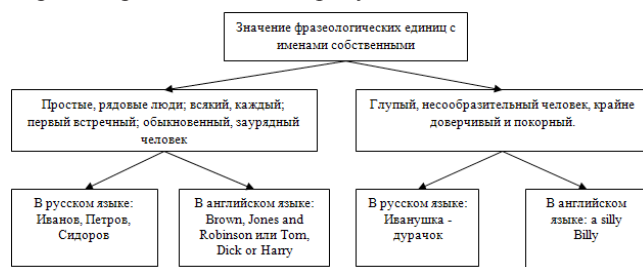 Значение фразеологических единиц с
именами собственными
Простые, рядовые люди; всякий, каждый;
первый встречный; обыкновенный, заурядный
человек
Глупый, несообразительный человек, крайне
доверчивый и покорный.
В русском языке:
Иванов, Петров,
Сидоров
В английском языке:
Brown, Jones and
Robinson или Tom,
Dick or Harry
В русском языке:
Иванушка -
дурачок
В английском
языке: a silly
Billy